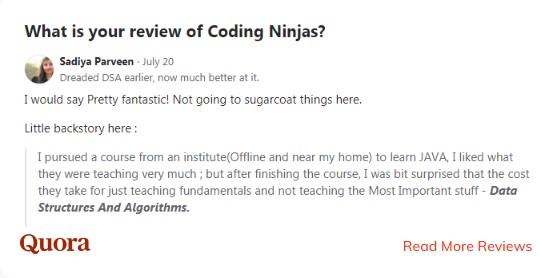 What is your review of Coding Ninjas?
Sadiya Parveen · July 20
Dreaded DSA earlier, now much better at it.
I would say Pretty fantastic! Not going to sugarcoat things here.
Little backstory here :
I pursued a course from an institute(Offline and near my home) to learn JAVA, I liked what
they were teaching very much ; but after finishing the course, I was bit surprised that the cost
they take for just teaching fundamentals and not teaching the Most Important stuff - Data
Structures And Algorithms.
Quora
Read More Reviews